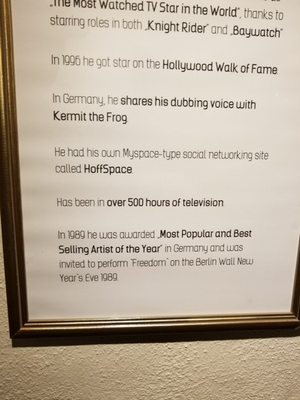 „The Most Watched TV Star in the World“, thanks to
starring roles in both „Knight Rider“ and „Baywatch“
In 1996 he got star on the Hollywood Walk of Fame.
In Germany, he shares his dubbing voice with
Kermit the Frog.
He had his own Myspace-type social networking site
called HoffSpace.
Has been in over 500 hours of television.
In 1989 he was awarded „Most Popular and Best
Selling Artist of the Year“ in Germany and was
invited to perform "Freedom" on the Berlin Wall New
Year's Eve 1989.